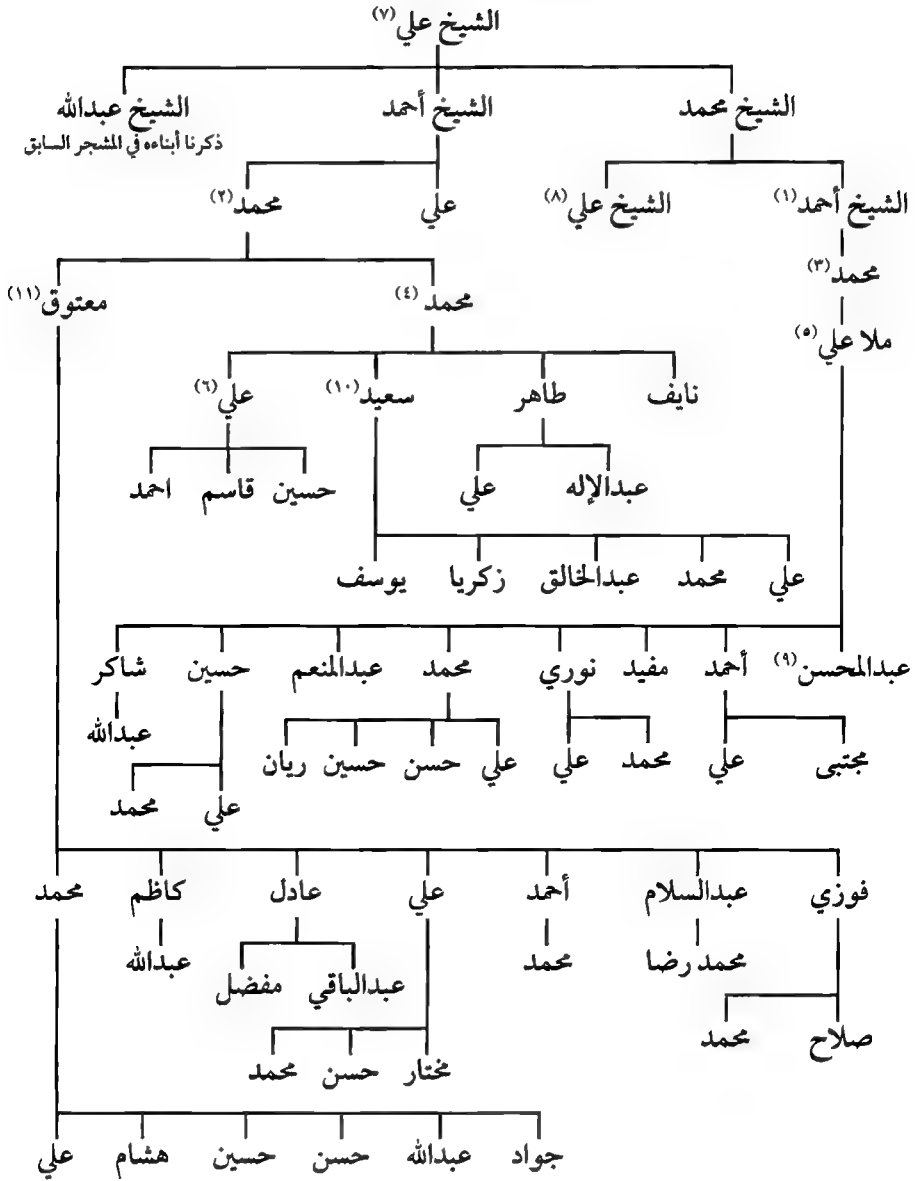 الشيخ علي (٧)
الشيخ محمد الشيخ أحمد الشيخ عبدالله
ذكرنا أبناءه في المشجر السابق
الشيخ أحمد (١) الشيخ علي (٨) علي محمد (٢)
محمد (٣)
محمد (٤) معتوق (١١)
ملا علي (٥)
نايف طاهر سعيد (١٠) علي (٦)
عبدالإله علي حسين قاسم احمد
علي محمد عبدالخالق زكريا يوسف
عبدالمحسن (٩) أحمد مفيد نوري محمد عبدالمنعم حسين شاكر
عبدالله
مجتبى علي محمد علي علي حسن حسين ريان
علي محمد
فوزي عبدالسلام أحمد علي عادل كاظم محمد
محمد رضا محمد عبدالله
عبدالباقي مفضل
صلاح محمد
مختار حسن محمد
جواد عبدالله حسن حسين هشام علي